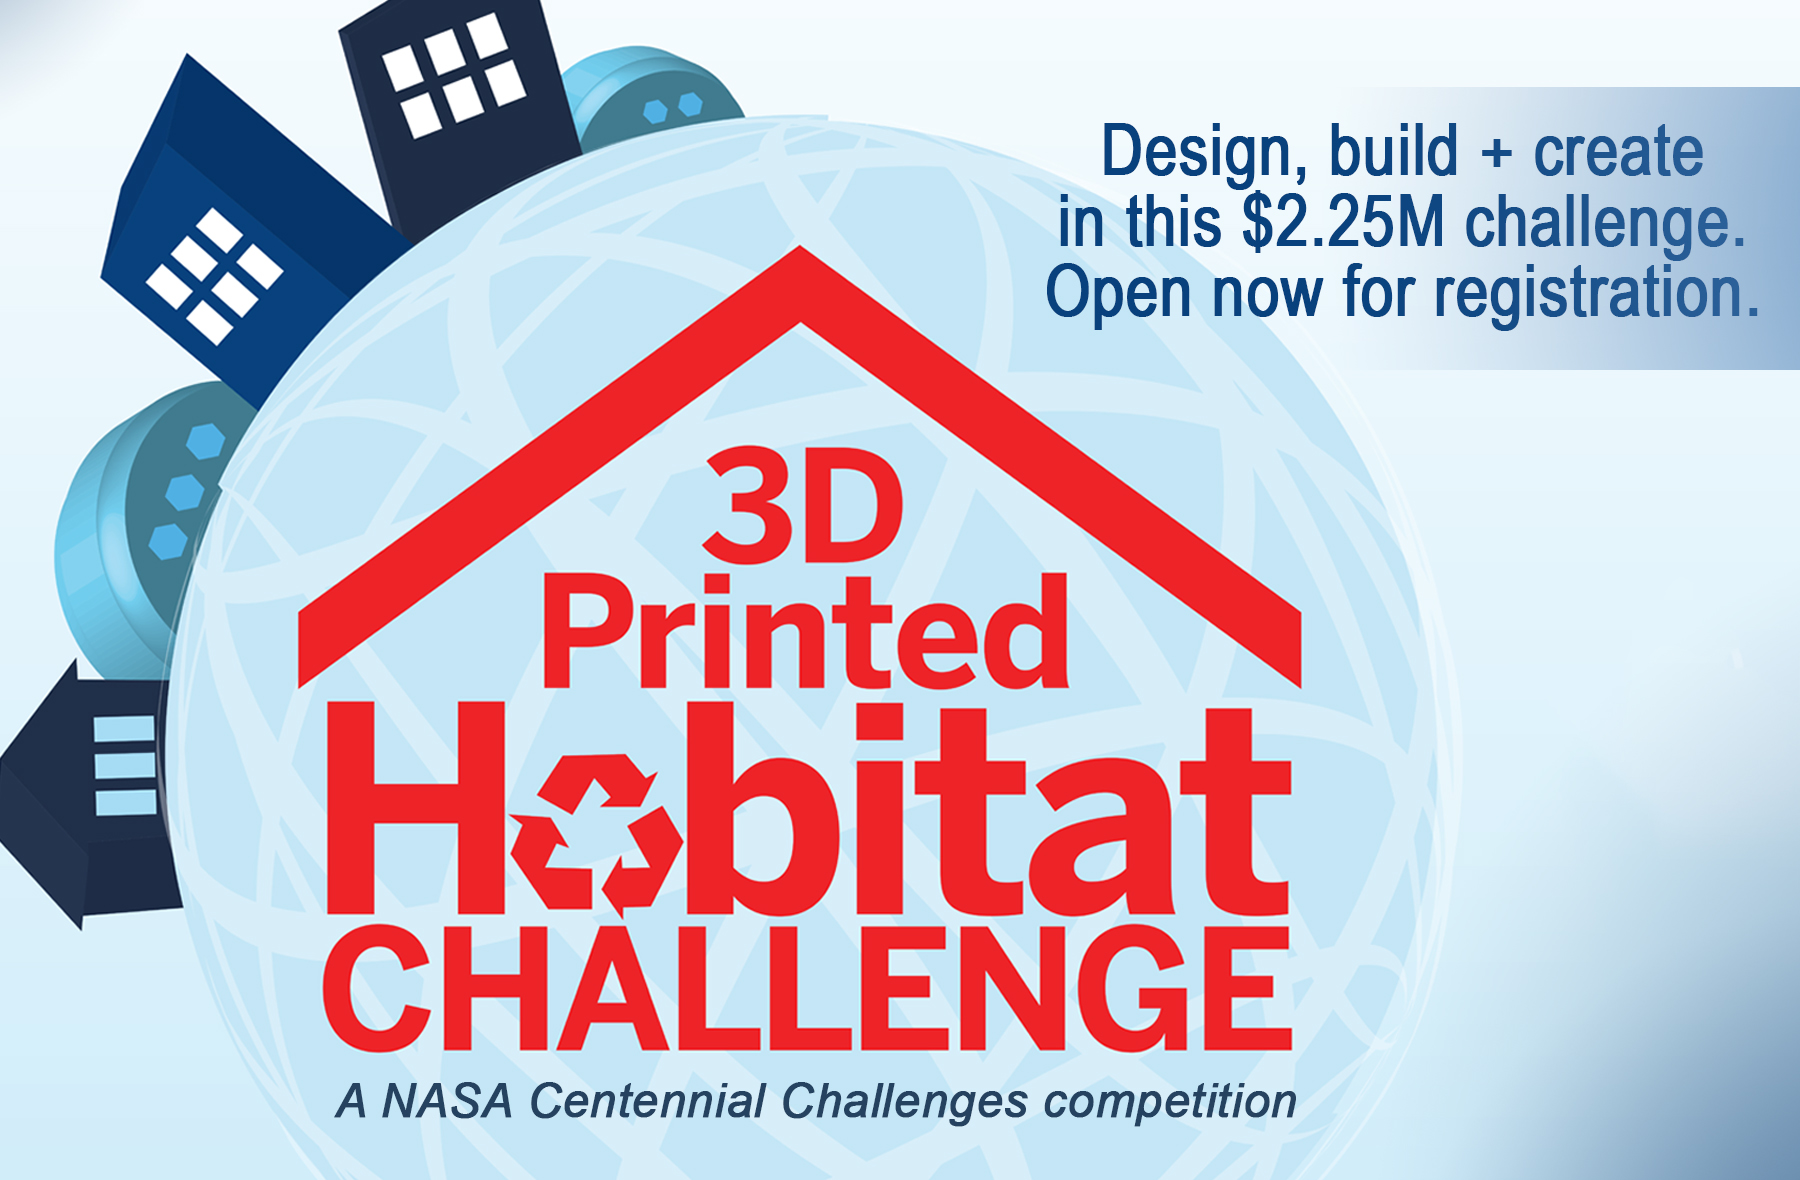 Design, build + create
in this $2.25M challenge.
Open now for registration.
3D
Printed
Habitat
CHALLENGE
A NASA Centennial Challenges competition